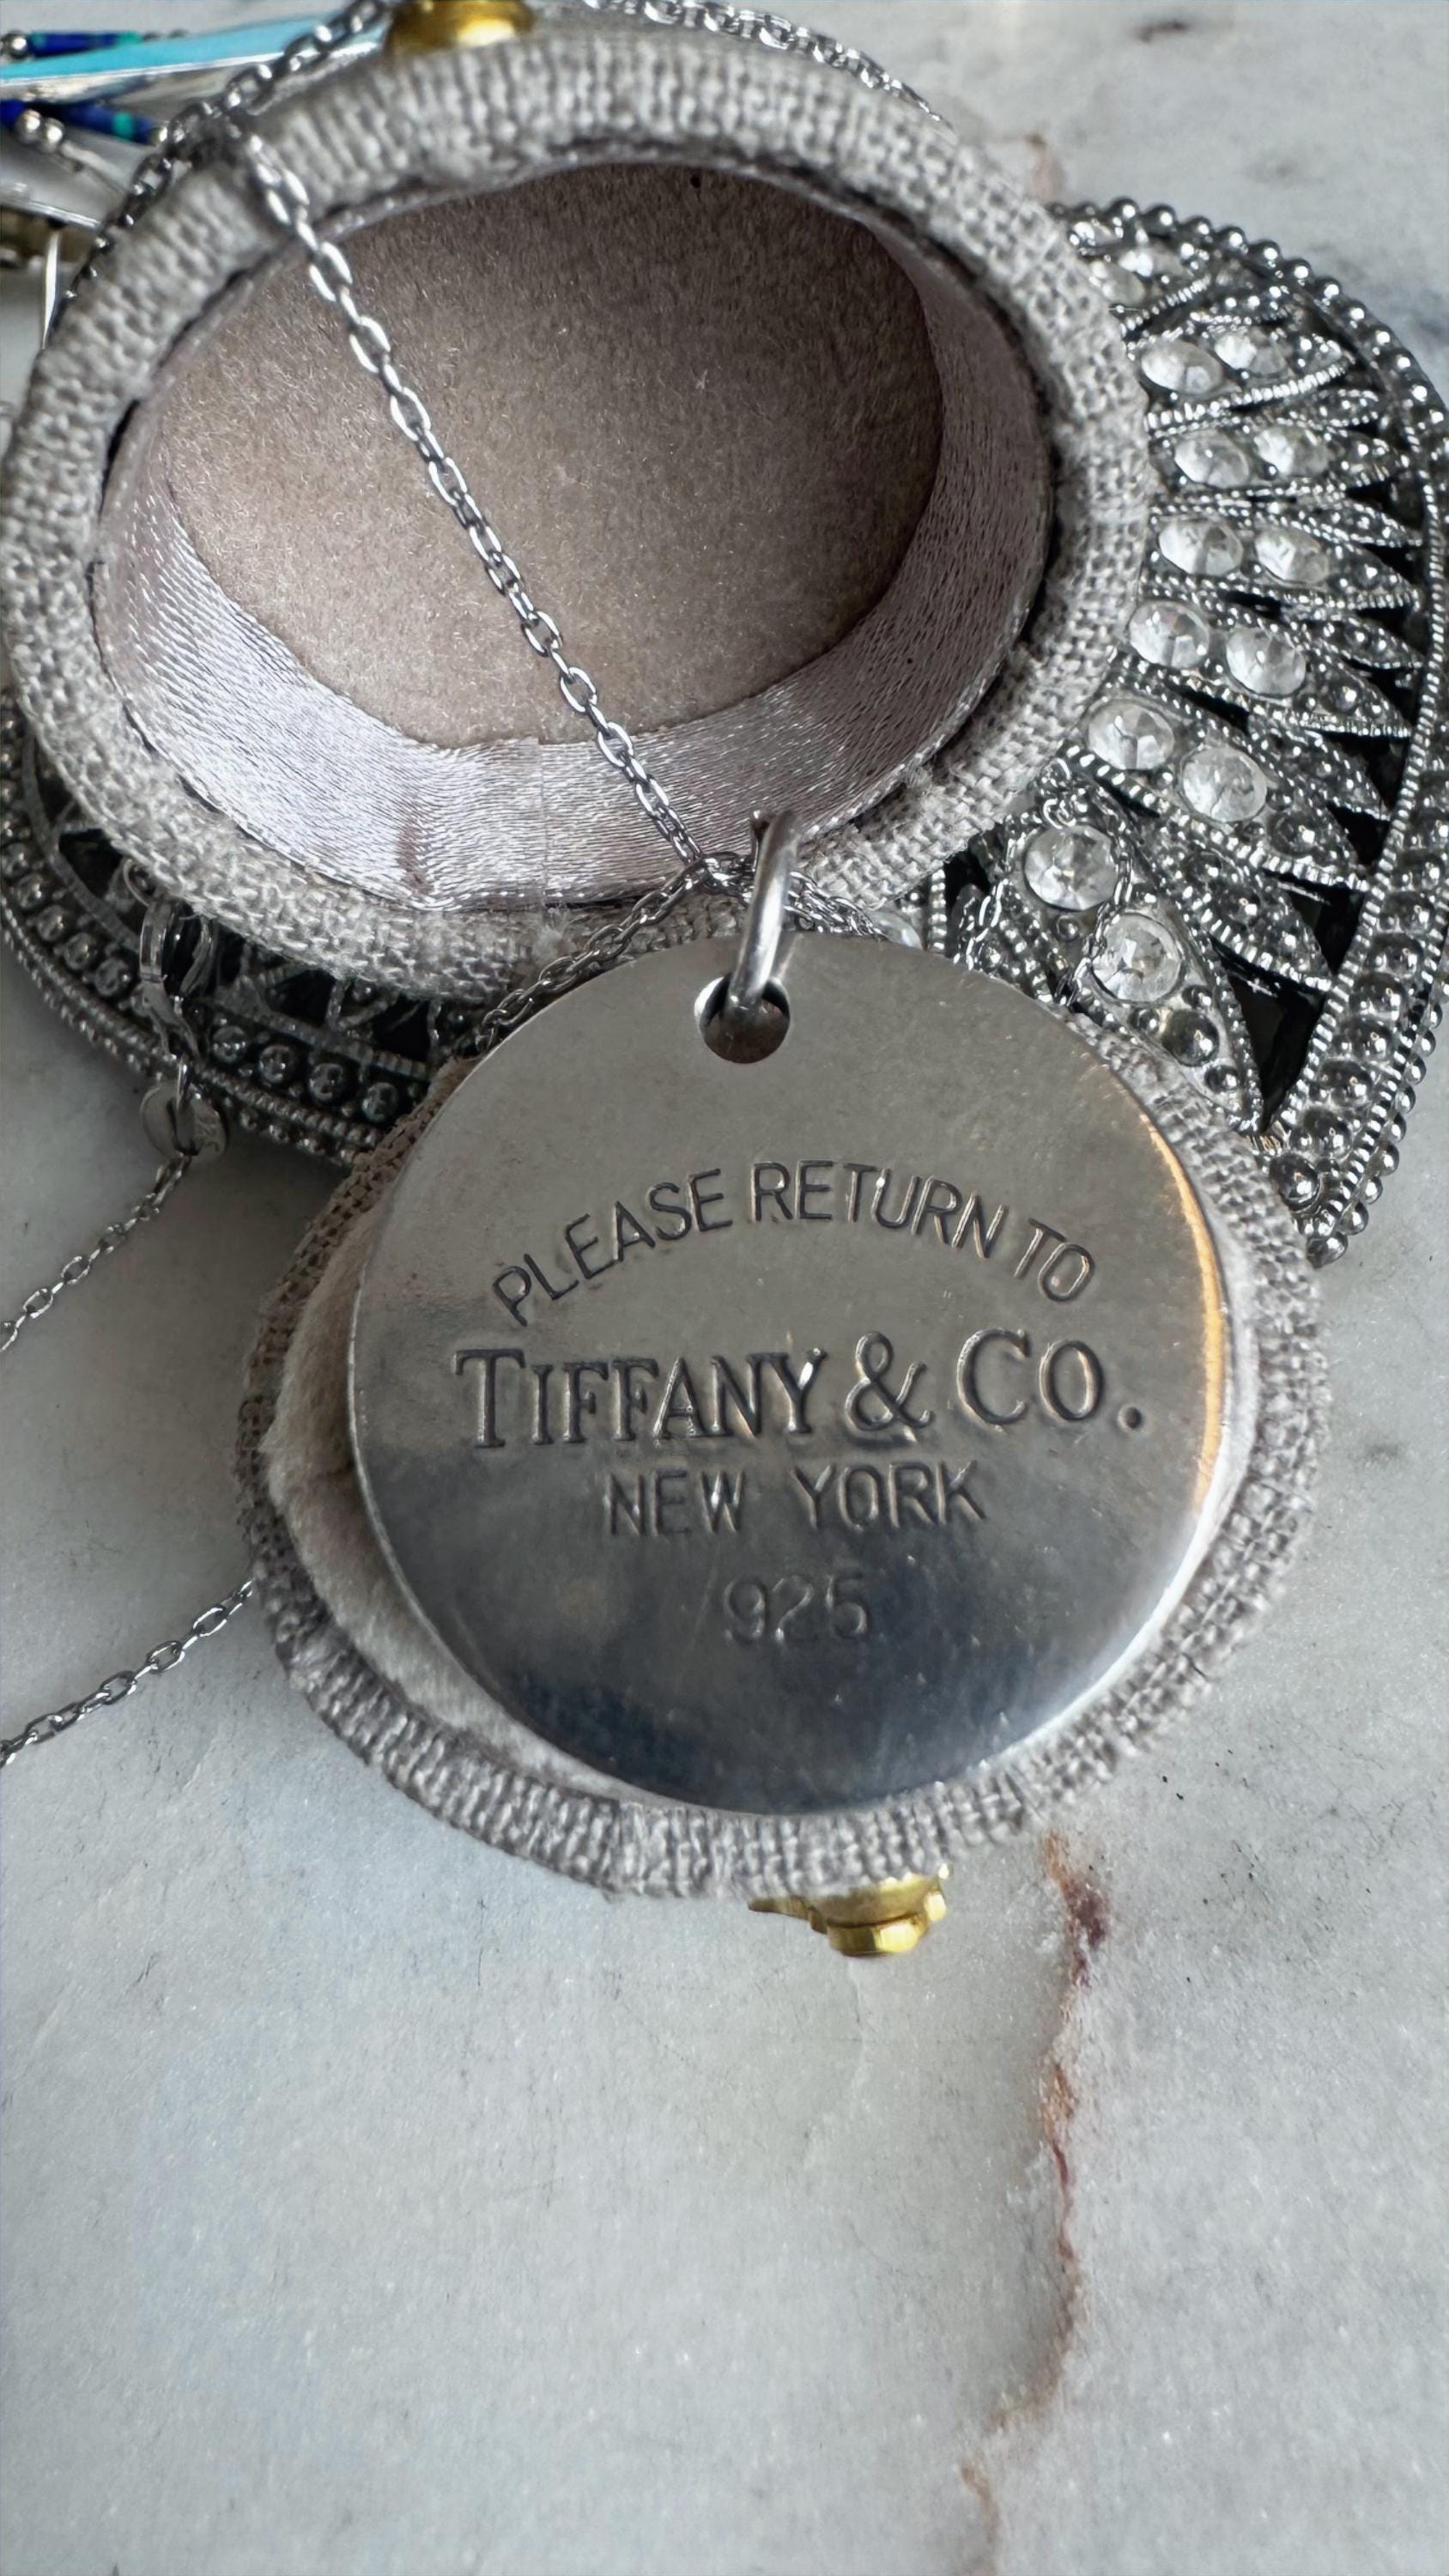 PLEASE RETURN TO
TIFFANY & CO.
NEW YORK
925